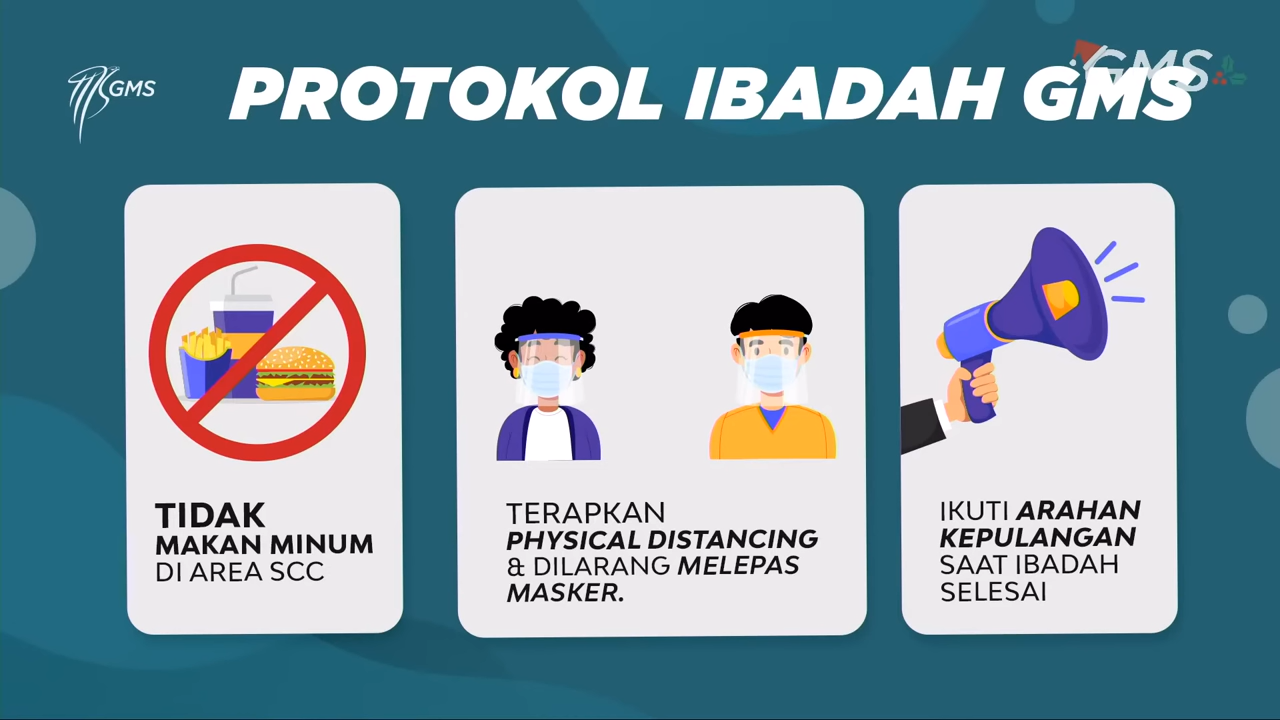 GMS
PROTOKOL IBADAH GMS
GMS
TIDAK
MAKAN MINUM
DI AREA SCC
TERAPKAN
PHYSICAL DISTANCING
& DILARANG MELEPAS
MASKER.
IKUTI ARAHAN
KEPULANGAN
SAAT IBADAH
SELESAI